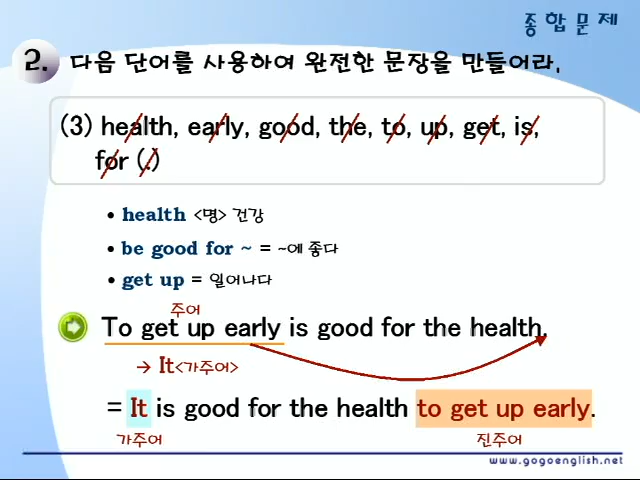 종합문제
2. 다음 단어를 사용하여 완전한 문장을 만들어라.
(3) health, early, good, the, to, up, get, is,
for (.)
• health <명> 건강
• be good for ~ = ~에 좋다
• get up = 일어나다
주어
To get up early is good for the health.
→ It<가주어>
= It is good for the health to get up early.
가주어 진주어
www.gogoenglish.net